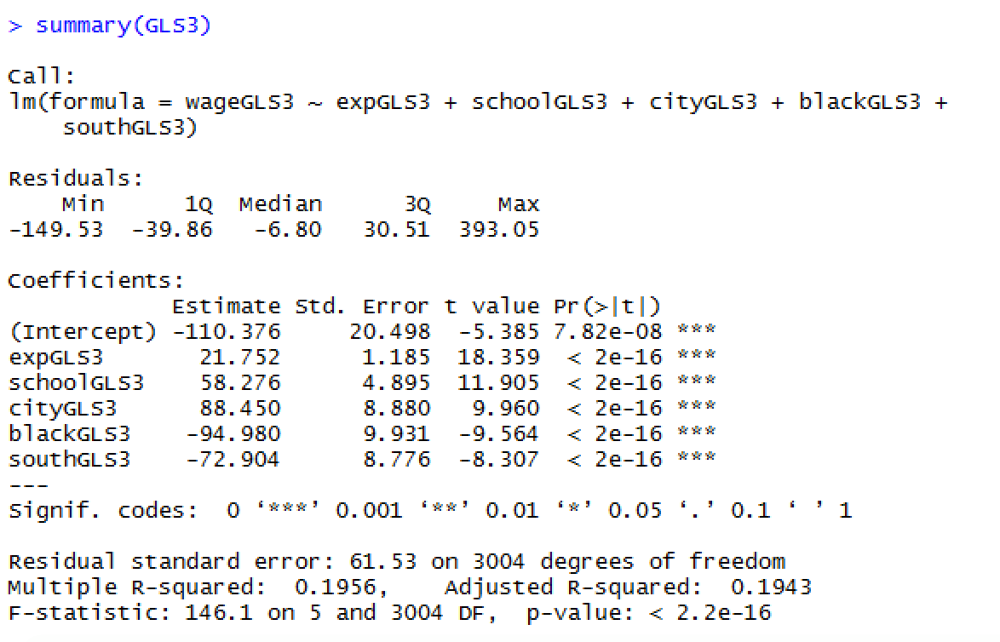 > summary(GLS3)
Call:
lm(formula = wageGLS3 ~ expGLS3 + schoolGLS3 + cityGLS3 + blackGLS3 +
    southGLS3)
Residuals:
    Min      1Q  Median      3Q     Max
-149.53  -39.86   -6.80   30.51  393.05
Coefficients:
            Estimate Std. Error t value Pr(>|t|)
(Intercept) -110.376     20.498  -5.385 7.82e-08 ***
expGLS3       21.752      1.185  18.359  < 2e-16 ***
schoolGLS3    58.276      4.895  11.905  < 2e-16 ***
cityGLS3      88.450      8.880   9.960  < 2e-16 ***
blackGLS3    -94.980      9.931  -9.564  < 2e-16 ***
southGLS3    -72.904      8.776  -8.307  < 2e-16 ***
---
Signif. codes:  0 ‘***’ 0.001 ‘**’ 0.01 ‘*’ 0.05 ‘.’ 0.1 ‘ ’ 1
Residual standard error: 61.53 on 3004 degrees of freedom
Multiple R-squared:  0.1956,    Adjusted R-squared:  0.1943
F-statistic: 146.1 on 5 and 3004 DF,  p-value: < 2.2e-16